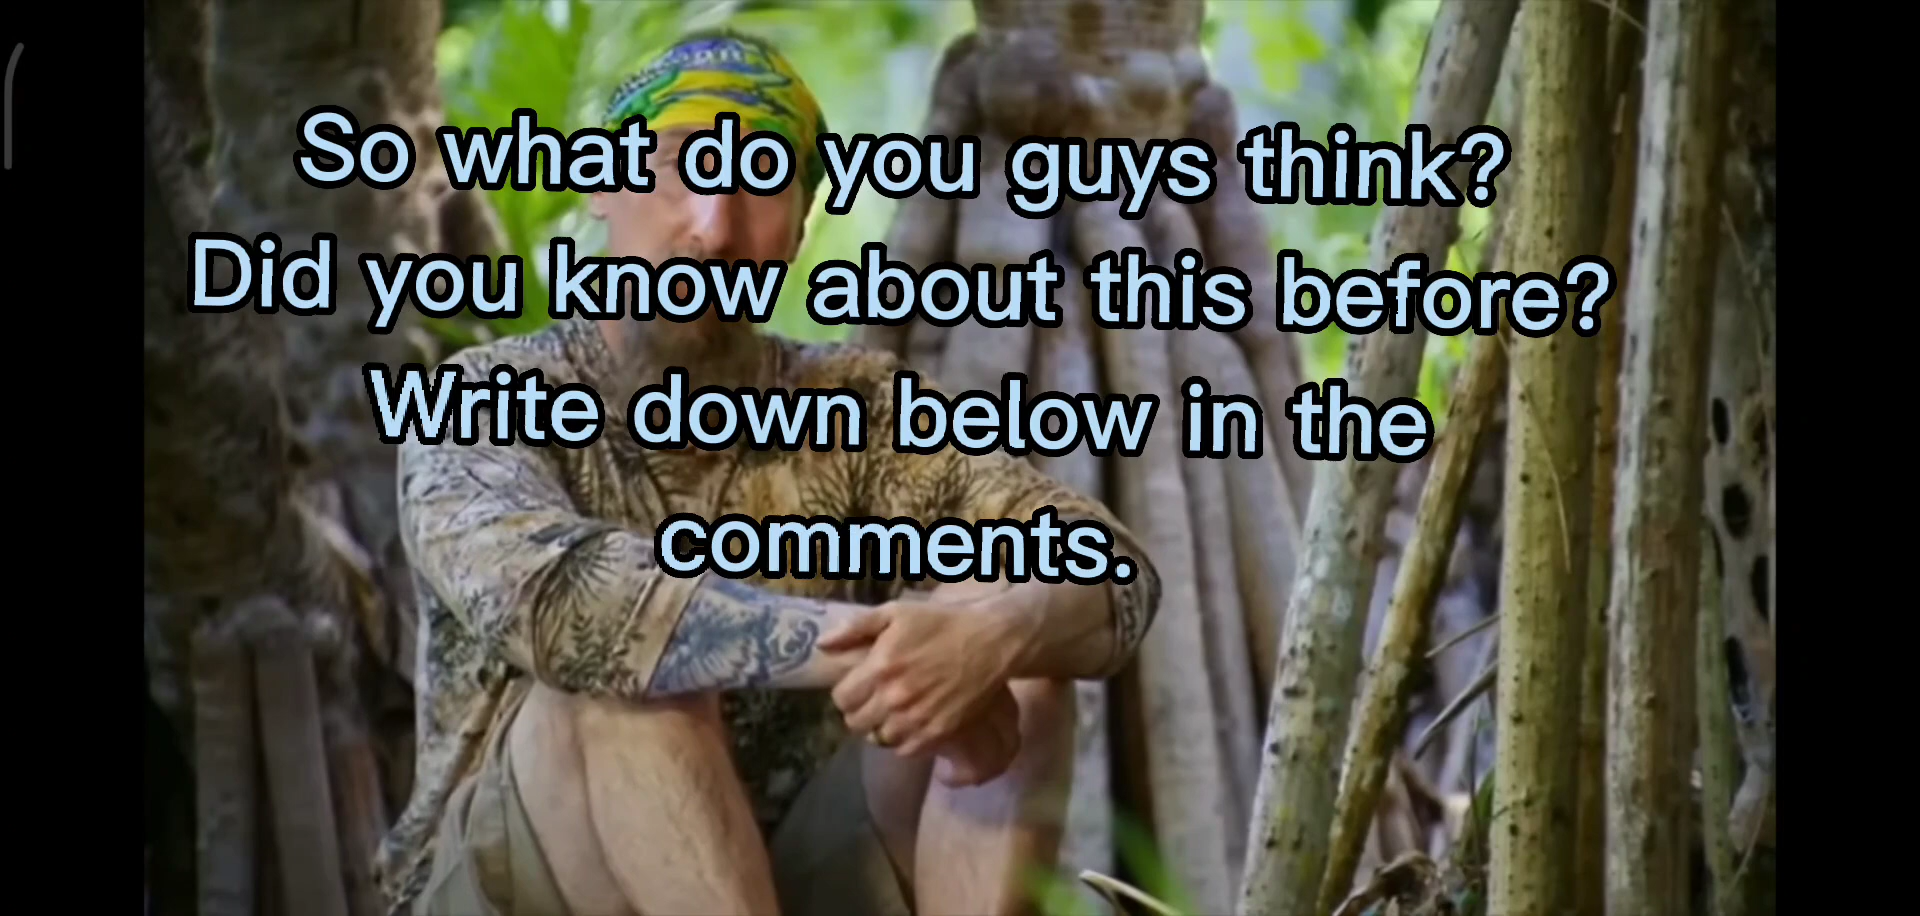 So what do you guys think?
Did you know about this before?
Write down below in the
comments.